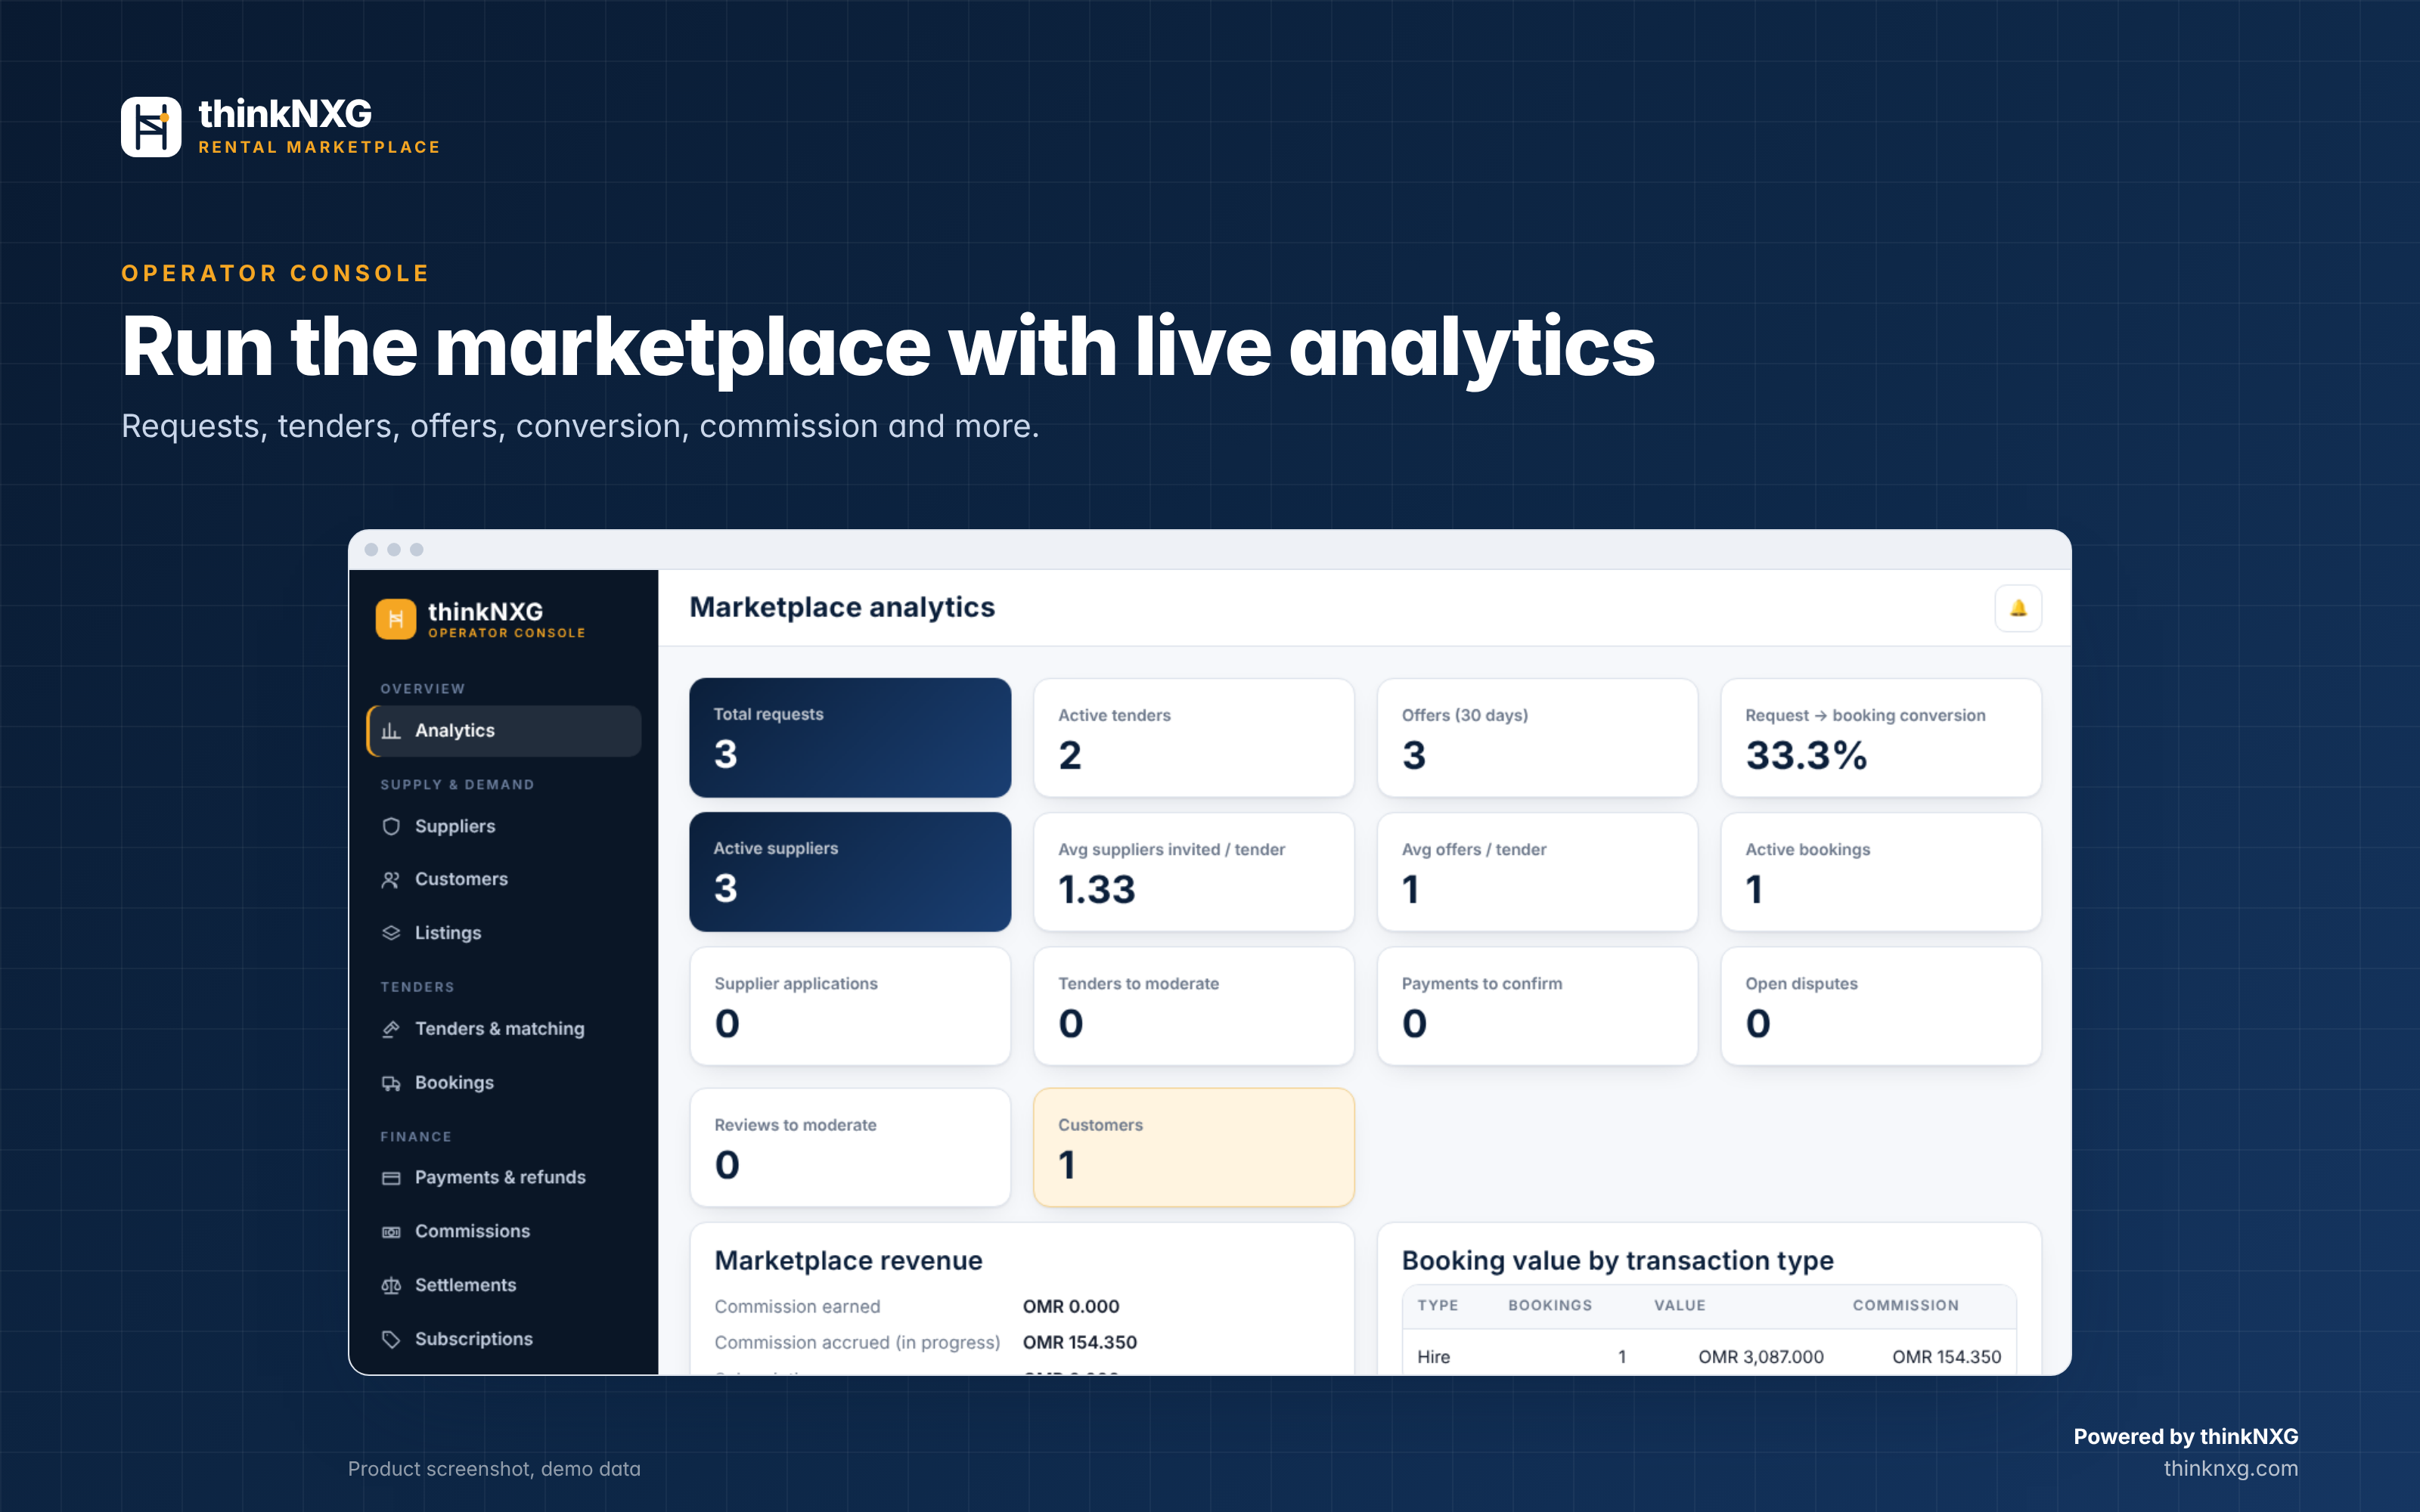 thinkNXG
RENTAL MARKETPLACE
OPERATOR CONSOLE
Run the marketplace with live analytics
Requests, tenders, offers, conversion, commission and more.
thinkNXG
OPERATOR CONSOLE
OVERVIEW
Analytics
SUPPLY & DEMAND
Suppliers
Customers
Listings
TENDERS
Tenders & matching
Bookings
FINANCE
Payments & refunds
Commissions
Settlements
Subscriptions
Marketplace analytics
Total requests
3
Active tenders
2
Offers (30 days)
3
Request → booking conversion
33.3%
Active suppliers
3
Avg suppliers invited / tender
1.33
Avg offers / tender
1
Active bookings
1
Supplier applications
0
Tenders to moderate
0
Payments to confirm
0
Open disputes
0
Reviews to moderate
0
Customers
1
Marketplace revenue
Commission earned OMR 0.000
Commission accrued (in progress) OMR 154.350
Booking value by transaction type
TYPE BOOKINGS VALUE COMMISSION
Hire 1 OMR 3,087.000 OMR 154.350
Product screenshot, demo data
Powered by thinkNXG
thinknxg.com